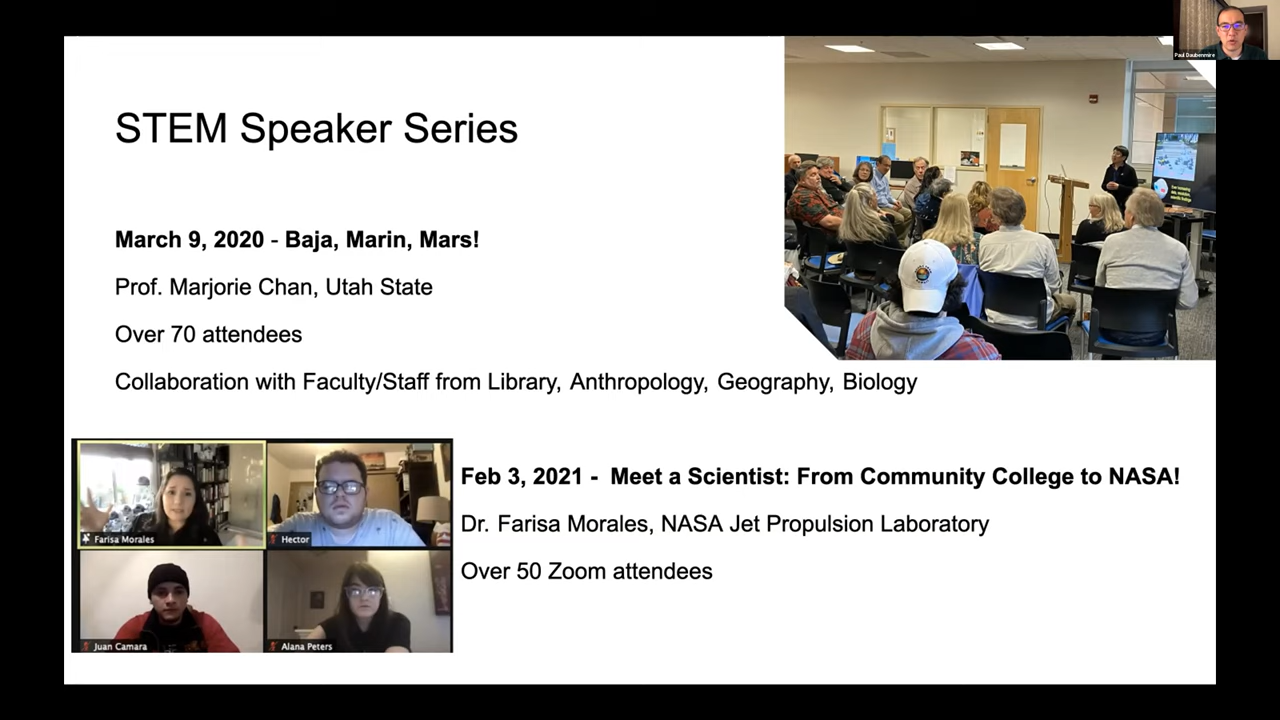 Paul Daubenmire
STEM Speaker Series
March 9, 2020 - Baja, Marin, Mars!
Prof. Marjorie Chan, Utah State
Over 70 attendees
Collaboration with Faculty/Staff from Library, Anthropology, Geography, Biology
Feb 3, 2021 - Meet a Scientist: From Community College to NASA!
Dr. Farisa Morales, NASA Jet Propulsion Laboratory
Over 50 Zoom attendees
Farisa Morales
Hector
Juan Camara
Alana Peters